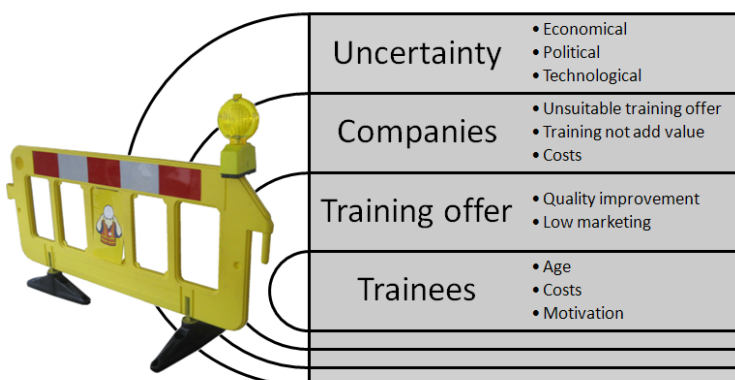 Uncertainty
• Economical
• Political
• Technological
Companies
• Unsuitable training offer
• Training not add value
• Costs
Training offer
• Quality improvement
• Low marketing
Trainees
• Age
• Costs
• Motivation